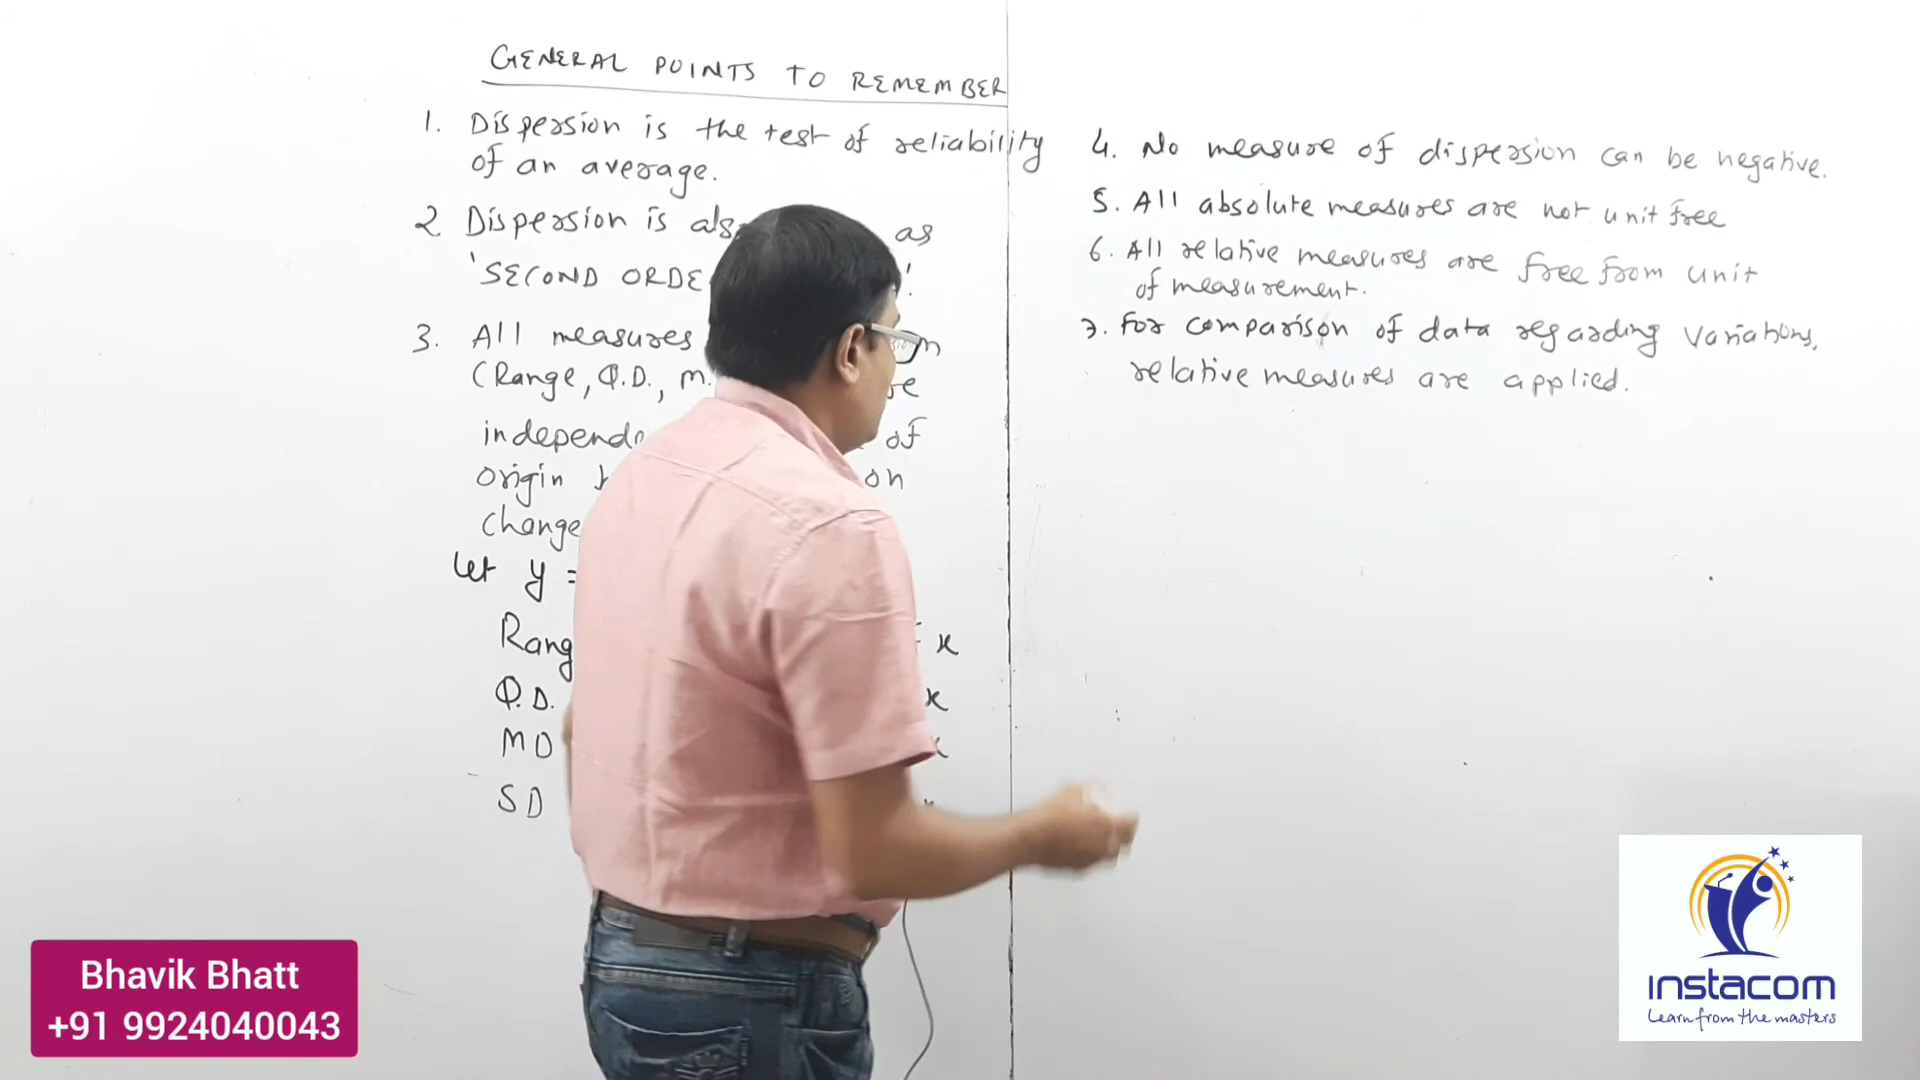 GENERAL POINTS TO REMEMBER
1. Dispersion is the test of reliability
of an average.
2 Dispersion is als as
'SECOND ORDE '.
3. All measures
(Range, Q.D., M.
independe of
origin on
change
Let y =
Rang x
Q.D. x
MD x
SD
4. No measure of dispersion can be negative.
5. All absolute measures are not unit free
6. All relative measures are free from unit
of measurement.
7. For comparison of data regarding variations,
relative measures are applied.
Bhavik Bhatt
+91 9924040043
instacom
Learn from the masters